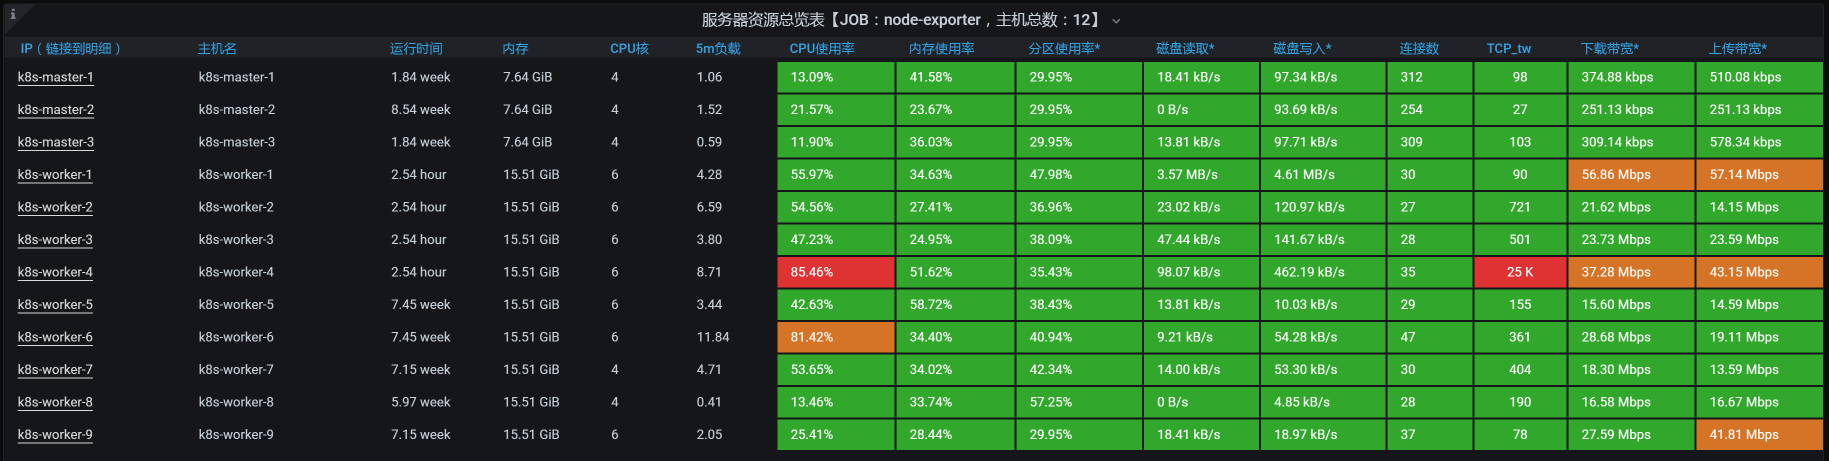 服务器资源总览表【JOB：node-exporter，主机总数：12】
IP（链接到明细） 主机名 运行时间 内存 CPU核 5m负载 CPU使用率 内存使用率 分区使用率* 磁盘读取* 磁盘写入* 连接数 TCP_tw 下载带宽* 上传带宽*
k8s-master-1 k8s-master-1 1.84 week 7.64 GiB 4 1.06 13.09% 41.58% 29.95% 18.41 kB/s 97.34 kB/s 312 98 374.88 kbps 510.08 kbps
k8s-master-2 k8s-master-2 8.54 week 7.64 GiB 4 1.52 21.57% 23.67% 29.95% 0 B/s 93.69 kB/s 254 27 251.13 kbps 251.13 kbps
k8s-master-3 k8s-master-3 1.84 week 7.64 GiB 4 0.59 11.90% 36.03% 29.95% 13.81 kB/s 97.71 kB/s 309 103 309.14 kbps 578.34 kbps
k8s-worker-1 k8s-worker-1 2.54 hour 15.51 GiB 6 4.28 55.97% 34.63% 47.98% 3.57 MB/s 4.61 MB/s 30 90 56.86 Mbps 57.14 Mbps
k8s-worker-2 k8s-worker-2 2.54 hour 15.51 GiB 6 6.59 54.56% 27.41% 36.96% 23.02 kB/s 120.97 kB/s 27 721 21.62 Mbps 14.15 Mbps
k8s-worker-3 k8s-worker-3 2.54 hour 15.51 GiB 6 3.80 47.23% 24.95% 38.09% 47.44 kB/s 141.67 kB/s 28 501 23.73 Mbps 23.59 Mbps
k8s-worker-4 k8s-worker-4 2.54 hour 15.51 GiB 6 8.71 85.46% 51.62% 35.43% 98.07 kB/s 462.19 kB/s 35 25 K 37.28 Mbps 43.15 Mbps
k8s-worker-5 k8s-worker-5 7.45 week 15.51 GiB 6 3.44 42.63% 58.72% 38.43% 13.81 kB/s 10.03 kB/s 29 155 15.60 Mbps 14.59 Mbps
k8s-worker-6 k8s-worker-6 7.45 week 15.51 GiB 6 11.84 81.42% 34.40% 40.94% 9.21 kB/s 54.28 kB/s 47 361 28.68 Mbps 19.11 Mbps
k8s-worker-7 k8s-worker-7 7.15 week 15.51 GiB 4 4.71 53.65% 34.02% 42.34% 14.00 kB/s 53.30 kB/s 30 404 18.30 Mbps 13.59 Mbps
k8s-worker-8 k8s-worker-8 5.97 week 15.51 GiB 4 0.41 13.46% 33.74% 57.25% 0 B/s 4.85 kB/s 28 190 16.58 Mbps 16.67 Mbps
k8s-worker-9 k8s-worker-9 7.15 week 15.51 GiB 6 2.05 25.41% 28.44% 29.95% 18.41 kB/s 18.97 kB/s 37 78 27.59 Mbps 41.81 Mbps